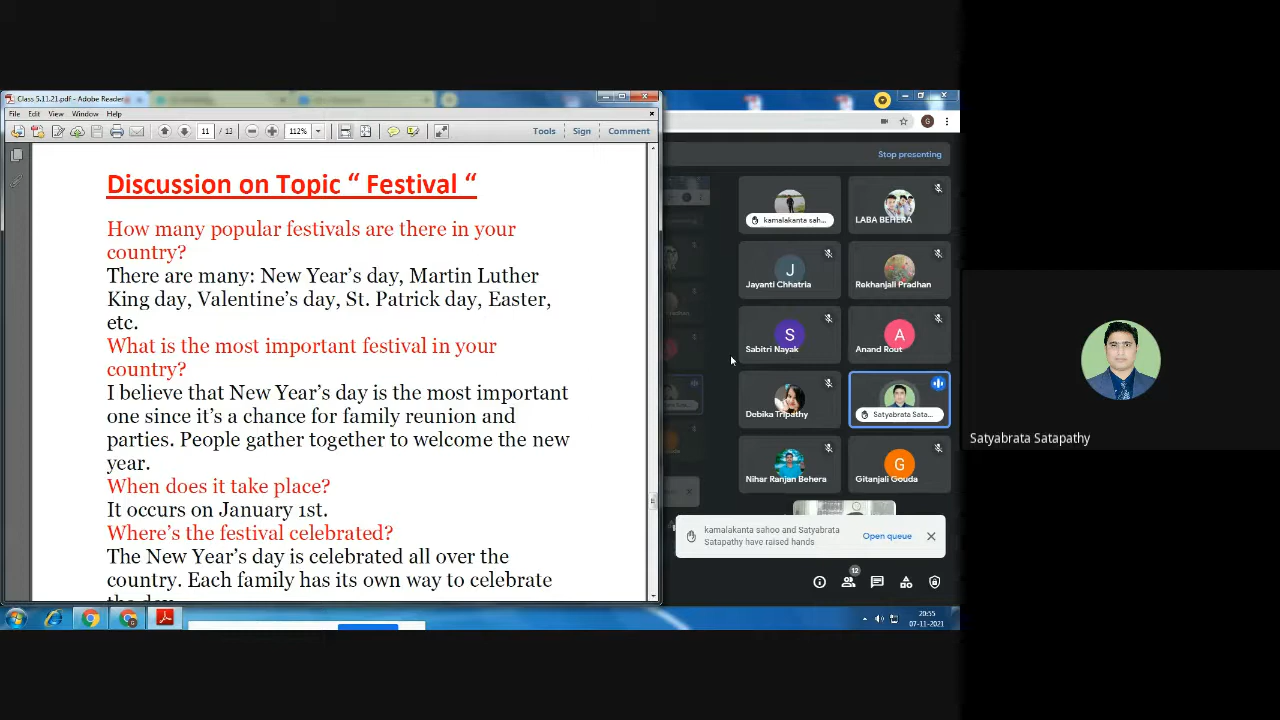 Class 5.11.21.pdf - Adobe Reader
File Edit View Window Help
11 / 13 112% Tools Sign Comment
Discussion on Topic “ Festival “
How many popular festivals are there in your
country?
There are many: New Year’s day, Martin Luther
King day, Valentine’s day, St. Patrick day, Easter,
etc.
What is the most important festival in your
country?
I believe that New Year’s day is the most important
one since it’s a chance for family reunion and
parties. People gather together to welcome the new
year.
When does it take place?
It occurs on January 1st.
Where’s the festival celebrated?
The New Year’s day is celebrated all over the
country. Each family has its own way to celebrate
the day.
G
Stop presenting
kamalakanta sah...
LABA BEHERA
J
Jayanti Chhatria
Rekhanjali Pradhan
S
Sabitri Nayak
A
Anand Rout
Debika Tripathy
Satyabrata Sata...
Nihar Ranjan Behera
G
Gitanjali Gouda
kamalakanta sahoo and Satyabrata
Satapathy have raised hands
Open queue
12
20:55
07-11-2021
Satyabrata Satapathy